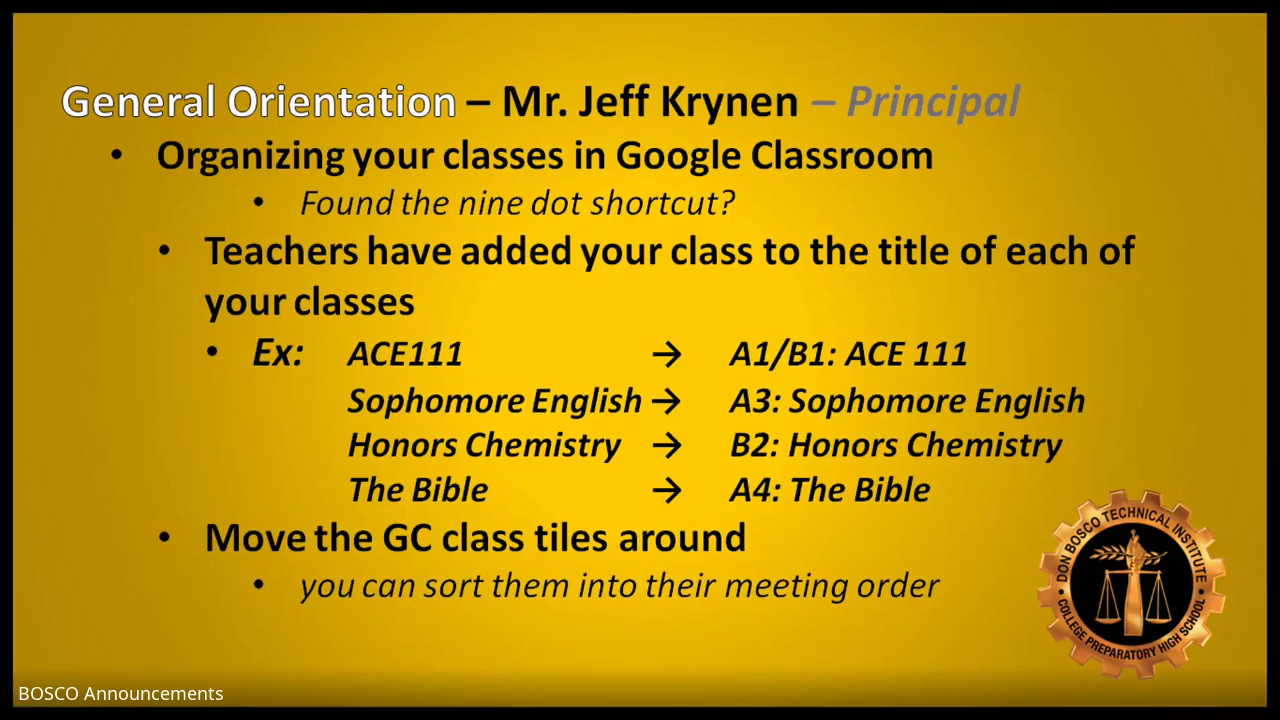 General Orientation – Mr. Jeff Krynen – Principal
• Organizing your classes in Google Classroom
• Found the nine dot shortcut?
• Teachers have added your class to the title of each of
your classes
• Ex: ACE111 → A1/B1: ACE 111
Sophomore English → A3: Sophomore English
Honors Chemistry → B2: Honors Chemistry
The Bible → A4: The Bible
• Move the GC class tiles around
• you can sort them into their meeting order
DON BOSCO TECHNICAL INSTITUTE
• COLLEGE PREPARATORY HIGH SCHOOL •
BOSCO Announcements